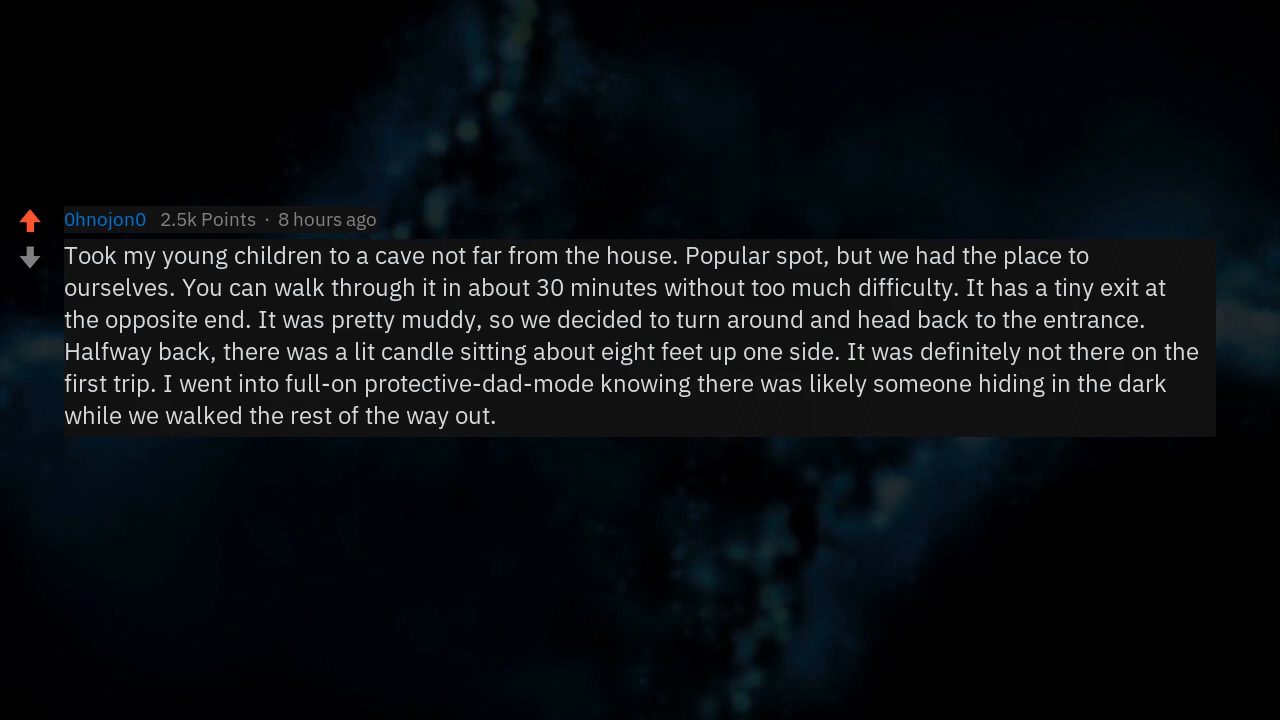 0hnojon0 2.5k Points · 8 hours ago
Took my young children to a cave not far from the house. Popular spot, but we had the place to
ourselves. You can walk through it in about 30 minutes without too much difficulty. It has a tiny exit at
the opposite end. It was pretty muddy, so we decided to turn around and head back to the entrance.
Halfway back, there was a lit candle sitting about eight feet up one side. It was definitely not there on the
first trip. I went into full-on protective-dad-mode knowing there was likely someone hiding in the dark
while we walked the rest of the way out.